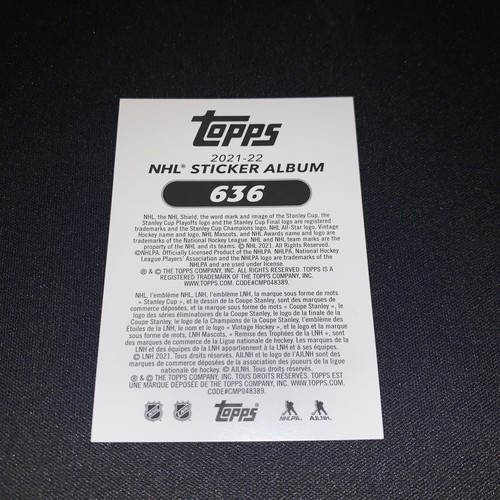 Topps
2021-22
NHL® STICKER ALBUM
636
NHL, the NHL Shield, the word mark and image of the Stanley Cup, the
Stanley Cup Playoffs logo and the Stanley Cup Final logo are registered
trademarks and the Stanley Cup Champions logo, NHL All-Star logo, Vintage
Hockey name and logo, NHL Mascots, and NHL Awards name and logo are
trademarks of the National Hockey League. NHL and NHL team marks are the
property of the NHL and its teams. © NHL 2021. All Rights Reserved.
©NHLPA. Officially Licensed Product of the NHLPA. NHLPA, National Hockey
League Players' Association and the NHLPA logo are trademarks of the
NHLPA and are used under license.
® & © THE TOPPS COMPANY, INC. ALL RIGHTS RESERVED. TOPPS IS A
REGISTERED TRADEMARK OF THE TOPPS COMPANY, INC.
WWW.TOPPS.COM. CODE#CMP048389.
NHL, l'emblème NHL, LNH, l'emblème LNH, la marque sous forme de mots
« Stanley Cup », et le dessin de la Coupe Stanley, sont des marques de
commerce déposées, et la marque sous forme de mots « Coupe Stanley », le
logo des séries éliminatoires de la Coupe Stanley, le logo de la finale de la
Coupe Stanley, le logo de la Champions de la Coupe Stanley, l'emblème des
Étoiles de la LNH, le nom et le logo « Vintage Hockey », et le logo et la marque
sous forme de mots, LNH Mascots, « Remise des Trophées de la LNH », sont
des marques de commerce de la Ligue nationale de hockey. Les marques de la
LNH et des équipes de la LNH appartiennent à la LNH et à ses équipes.
© LNH 2021. Tous droits réservés. AJLNH et le logo de l'AJLNH sont des
marques de commerce déposées de la association des joueurs de la ligue
nationale de hockey. © AJLNH. Tous droits réservés.
® & © THE TOPPS COMPANY, INC. TOUS DROITS RÉSERVÉS. TOPPS EST
UNE MARQUE DÉPOSÉE DE THE TOPPS COMPANY, INC. WWW.TOPPS.COM.
CODE#CMP048389.
NHL LNH Topps NHLPA. AJLNH.